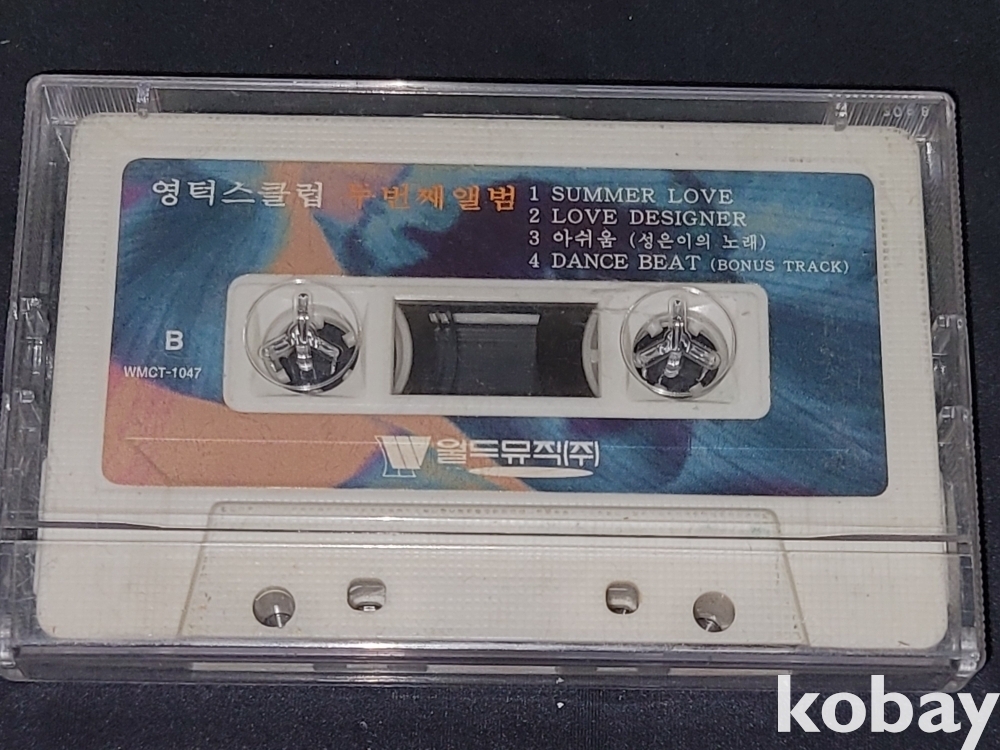 영턱스클럽 두번째앨범
1 SUMMER LOVE
2 LOVE DESIGNER
3 아쉬움 (성은이의 노래)
4 DANCE BEAT (BONUS TRACK)
B
WMCT-1047
W 월드뮤직(주)
kobay